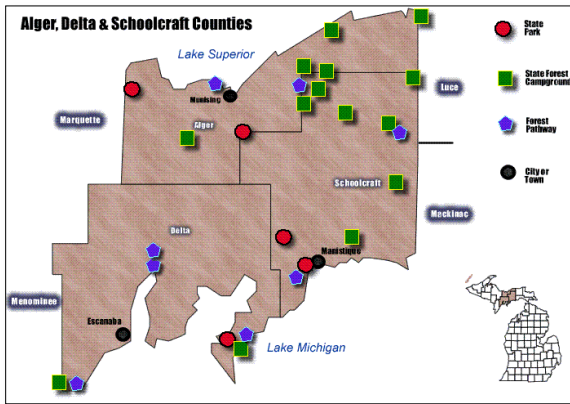 Alger, Delta & Schoolcraft Counties
Lake Superior
Munising
Marquette
Alger
Luce
Schoolcraft
Mackinac
Delta
Manistique
Menominee
Escanaba
Lake Michigan
State
Park
State Forest
Campground
Forest
Pathway
City or
Town